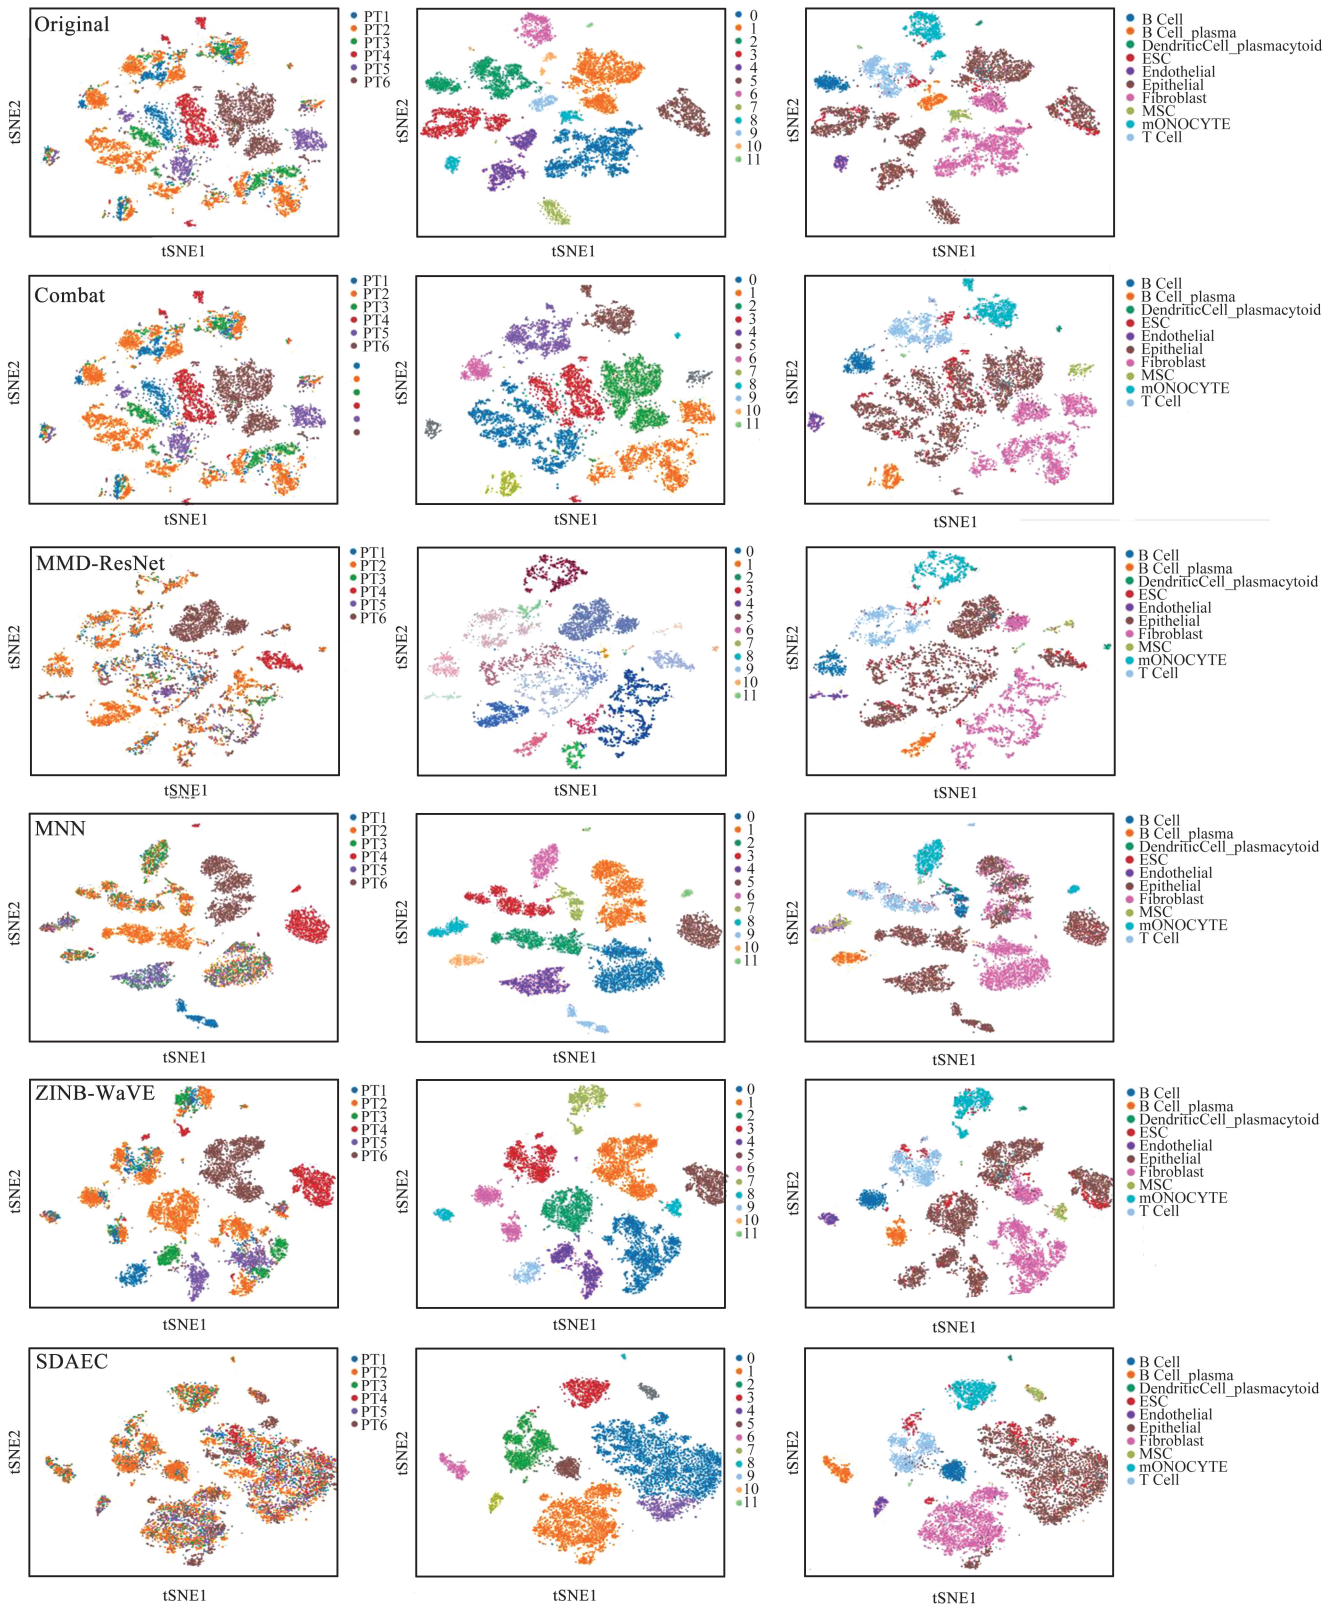 Original
PT1
PT2
PT3
PT4
PT5
PT6
tSNE2
tSNE1
0
1
2
3
4
5
6
7
8
9
10
11
tSNE2
tSNE1
B Cell
B Cell_plasma
DendriticCell_plasmacytoid
ESC
Endothelial
Epithelial
Fibroblast
MSC
mONOCYTE
T Cell
tSNE2
tSNE1
Combat
PT1
PT2
PT3
PT4
PT5
PT6
tSNE2
tSNE1
0
1
2
3
4
5
6
7
8
9
10
11
tSNE2
tSNE1
B Cell
B Cell_plasma
DendriticCell_plasmacytoid
ESC
Endothelial
Epithelial
Fibroblast
MSC
mONOCYTE
T Cell
tSNE2
tSNE1
MMD-ResNet
PT1
PT2
PT3
PT4
PT5
PT6
tSNE2
tSNE1
0
1
2
3
4
5
6
7
8
9
10
11
tSNE2
tSNE1
B Cell
B Cell_plasma
DendriticCell_plasmacytoid
ESC
Endothelial
Epithelial
Fibroblast
MSC
mONOCYTE
T Cell
tSNE2
tSNE1
MNN
PT1
PT2
PT3
PT4
PT5
PT6
tSNE2
tSNE1
0
1
2
3
4
5
6
7
8
9
10
11
tSNE2
tSNE1
B Cell
B Cell_plasma
DendriticCell_plasmacytoid
ESC
Endothelial
Epithelial
Fibroblast
MSC
mONOCYTE
T Cell
tSNE2
tSNE1
ZINB-WaVE
PT1
PT2
PT3
PT4
PT5
PT6
tSNE2
tSNE1
0
1
2
3
4
5
6
7
8
9
10
11
tSNE2
tSNE1
B Cell
B Cell_plasma
DendriticCell_plasmacytoid
ESC
Endothelial
Epithelial
Fibroblast
MSC
mONOCYTE
T Cell
tSNE2
tSNE1
SDAEC
PT1
PT2
PT3
PT4
PT5
PT6
tSNE2
tSNE1
0
1
2
3
4
5
6
7
8
9
10
11
tSNE2
tSNE1
B Cell
B Cell_plasma
DendriticCell_plasmacytoid
ESC
Endothelial
Epithelial
Fibroblast
MSC
mONOCYTE
T Cell
tSNE2
tSNE1